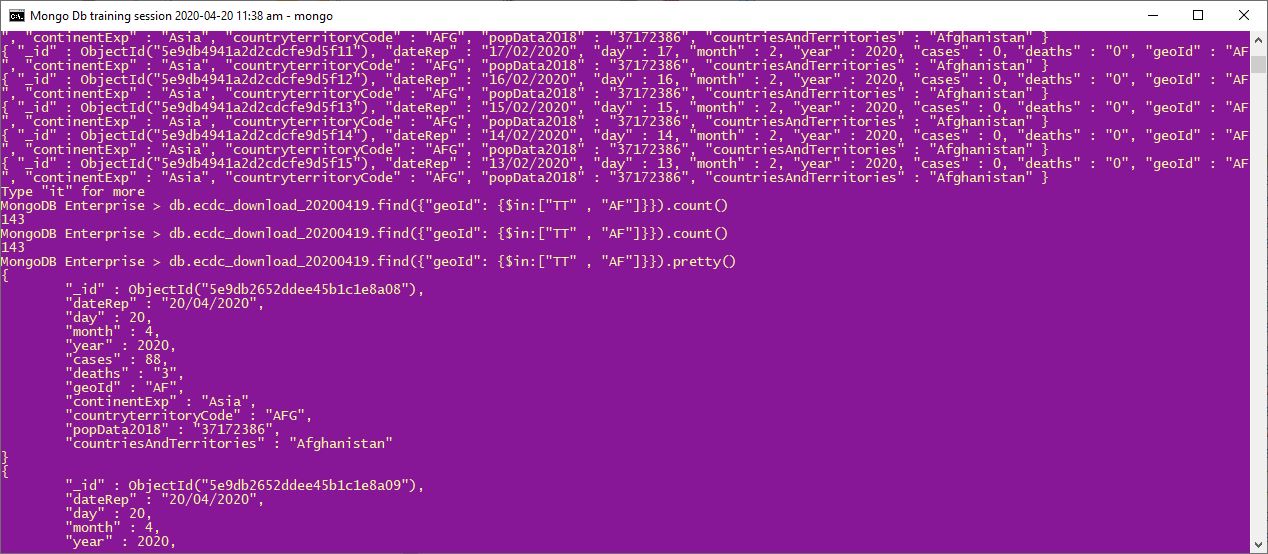 Mongo Db training session 2020-04-20 11:38 am - mongo
", "continentExp" : "Asia", "countryterritoryCode" : "AFG", "popData2018" : "37172386", "countriesAndTerritories" : "Afghanistan" }
{ "_id" : ObjectId("5e9db4941a2d2cdcfe9d5f11"), "dateRep" : "17/02/2020", "day" : 17, "month" : 2, "year" : 2020, "cases" : 0, "deaths" : "0", "geoId" : "AF
", "continentExp" : "Asia", "countryterritoryCode" : "AFG", "popData2018" : "37172386", "countriesAndTerritories" : "Afghanistan" }
{ "_id" : ObjectId("5e9db4941a2d2cdcfe9d5f12"), "dateRep" : "16/02/2020", "day" : 16, "month" : 2, "year" : 2020, "cases" : 0, "deaths" : "0", "geoId" : "AF
", "continentExp" : "Asia", "countryterritoryCode" : "AFG", "popData2018" : "37172386", "countriesAndTerritories" : "Afghanistan" }
{ "_id" : ObjectId("5e9db4941a2d2cdcfe9d5f13"), "dateRep" : "15/02/2020", "day" : 15, "month" : 2, "year" : 2020, "cases" : 0, "deaths" : "0", "geoId" : "AF
", "continentExp" : "Asia", "countryterritoryCode" : "AFG", "popData2018" : "37172386", "countriesAndTerritories" : "Afghanistan" }
{ "_id" : ObjectId("5e9db4941a2d2cdcfe9d5f14"), "dateRep" : "14/02/2020", "day" : 14, "month" : 2, "year" : 2020, "cases" : 0, "deaths" : "0", "geoId" : "AF
", "continentExp" : "Asia", "countryterritoryCode" : "AFG", "popData2018" : "37172386", "countriesAndTerritories" : "Afghanistan" }
{ "_id" : ObjectId("5e9db4941a2d2cdcfe9d5f15"), "dateRep" : "13/02/2020", "day" : 13, "month" : 2, "year" : 2020, "cases" : 0, "deaths" : "0", "geoId" : "AF
", "continentExp" : "Asia", "countryterritoryCode" : "AFG", "popData2018" : "37172386", "countriesAndTerritories" : "Afghanistan" }
Type "it" for more
MongoDB Enterprise > db.ecdc_download_20200419.find({"geoId": {$in:["TT" , "AF"]}}).count()
143
MongoDB Enterprise > db.ecdc_download_20200419.find({"geoId": {$in:["TT" , "AF"]}}).count()
143
MongoDB Enterprise > db.ecdc_download_20200419.find({"geoId": {$in:["TT" , "AF"]}}).pretty()
{
"_id" : ObjectId("5e9db2652ddee45b1c1e8a08"),
"dateRep" : "20/04/2020",
"day" : 20,
"month" : 4,
"year" : 2020,
"cases" : 88,
"deaths" : "3",
"geoId" : "AF",
"continentExp" : "Asia",
"countryterritoryCode" : "AFG",
"popData2018" : "37172386",
"countriesAndTerritories" : "Afghanistan"
}
{
"_id" : ObjectId("5e9db2652ddee45b1c1e8a09"),
"dateRep" : "20/04/2020",
"day" : 20,
"month" : 4,
"year" : 2020,